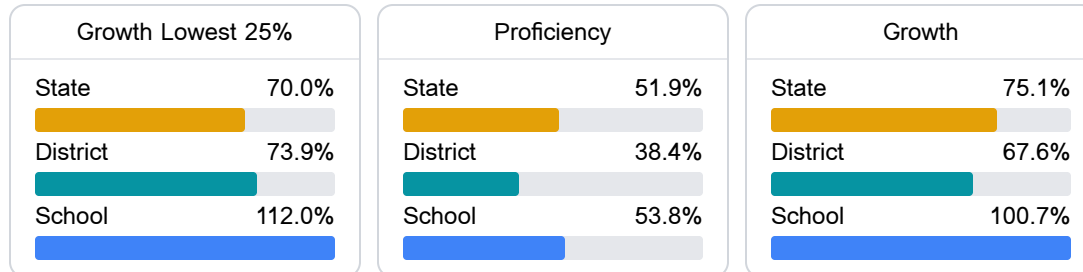 Growth Lowest 25%
State 70.0%
District 73.9%
School 112.0%
Proficiency
State 51.9%
District 38.4%
School 53.8%
Growth
State 75.1%
District 67.6%
School 100.7%